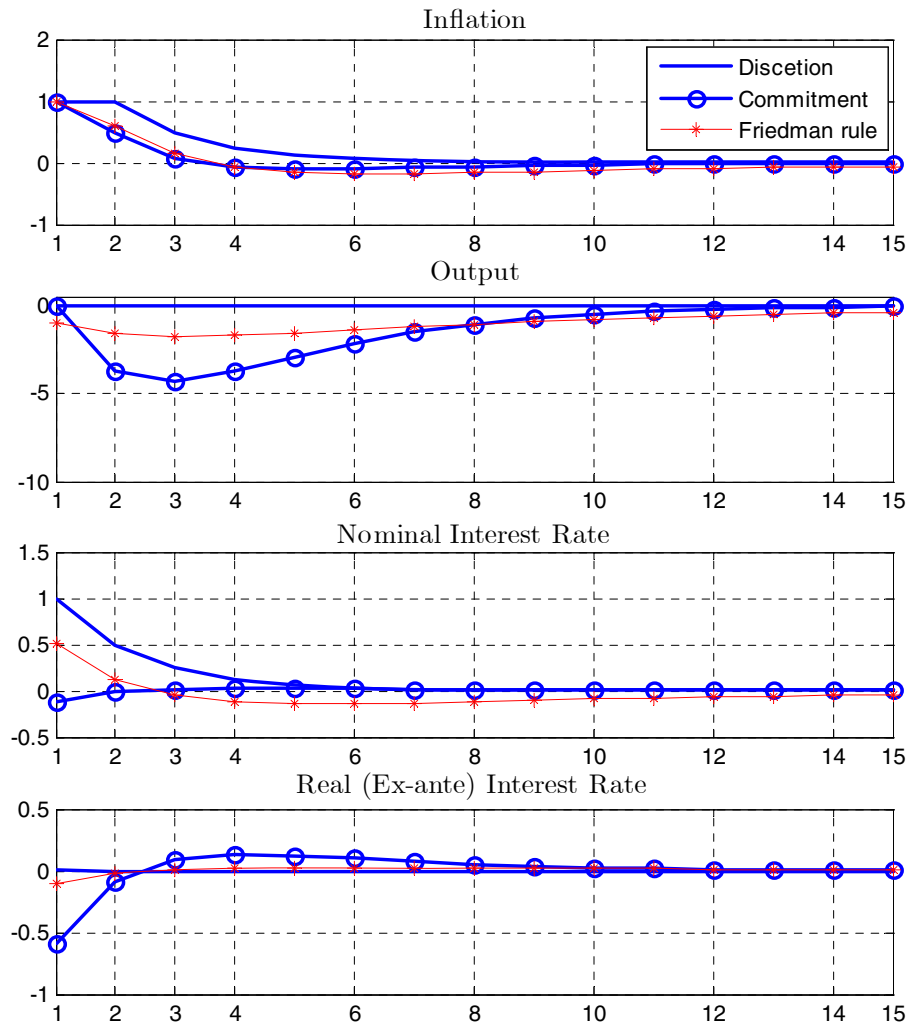 Inflation
2
1
0
-1
Discetion
Commitment
Friedman rule
1 2 3 4 6 8 10 12 14 15
Output
0
-5
-10
1 2 3 4 6 8 10 12 14 15
Nominal Interest Rate
1.5
1
0.5
0
-0.5
1 2 3 4 6 8 10 12 14 15
Real (Ex-ante) Interest Rate
0.5
0
-0.5
-1
1 2 3 4 6 8 10 12 14 15